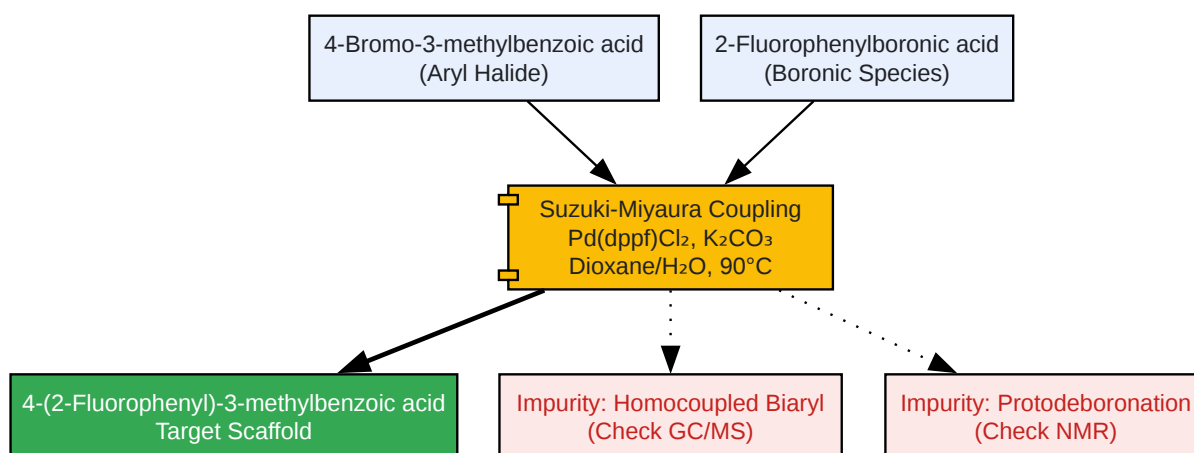 4-Bromo-3-methylbenzoic acid
(Aryl Halide)
2-Fluorophenylboronic acid
(Boronic Species)
Suzuki-Miyaura Coupling
Pd(dppf)Cl₂, K₂CO₃
Dioxane/H₂O, 90°C
4-(2-Fluorophenyl)-3-methylbenzoic acid
Target Scaffold
Impurity: Homocoupled Biaryl
(Check GC/MS)
Impurity: Protodeboronation
(Check NMR)